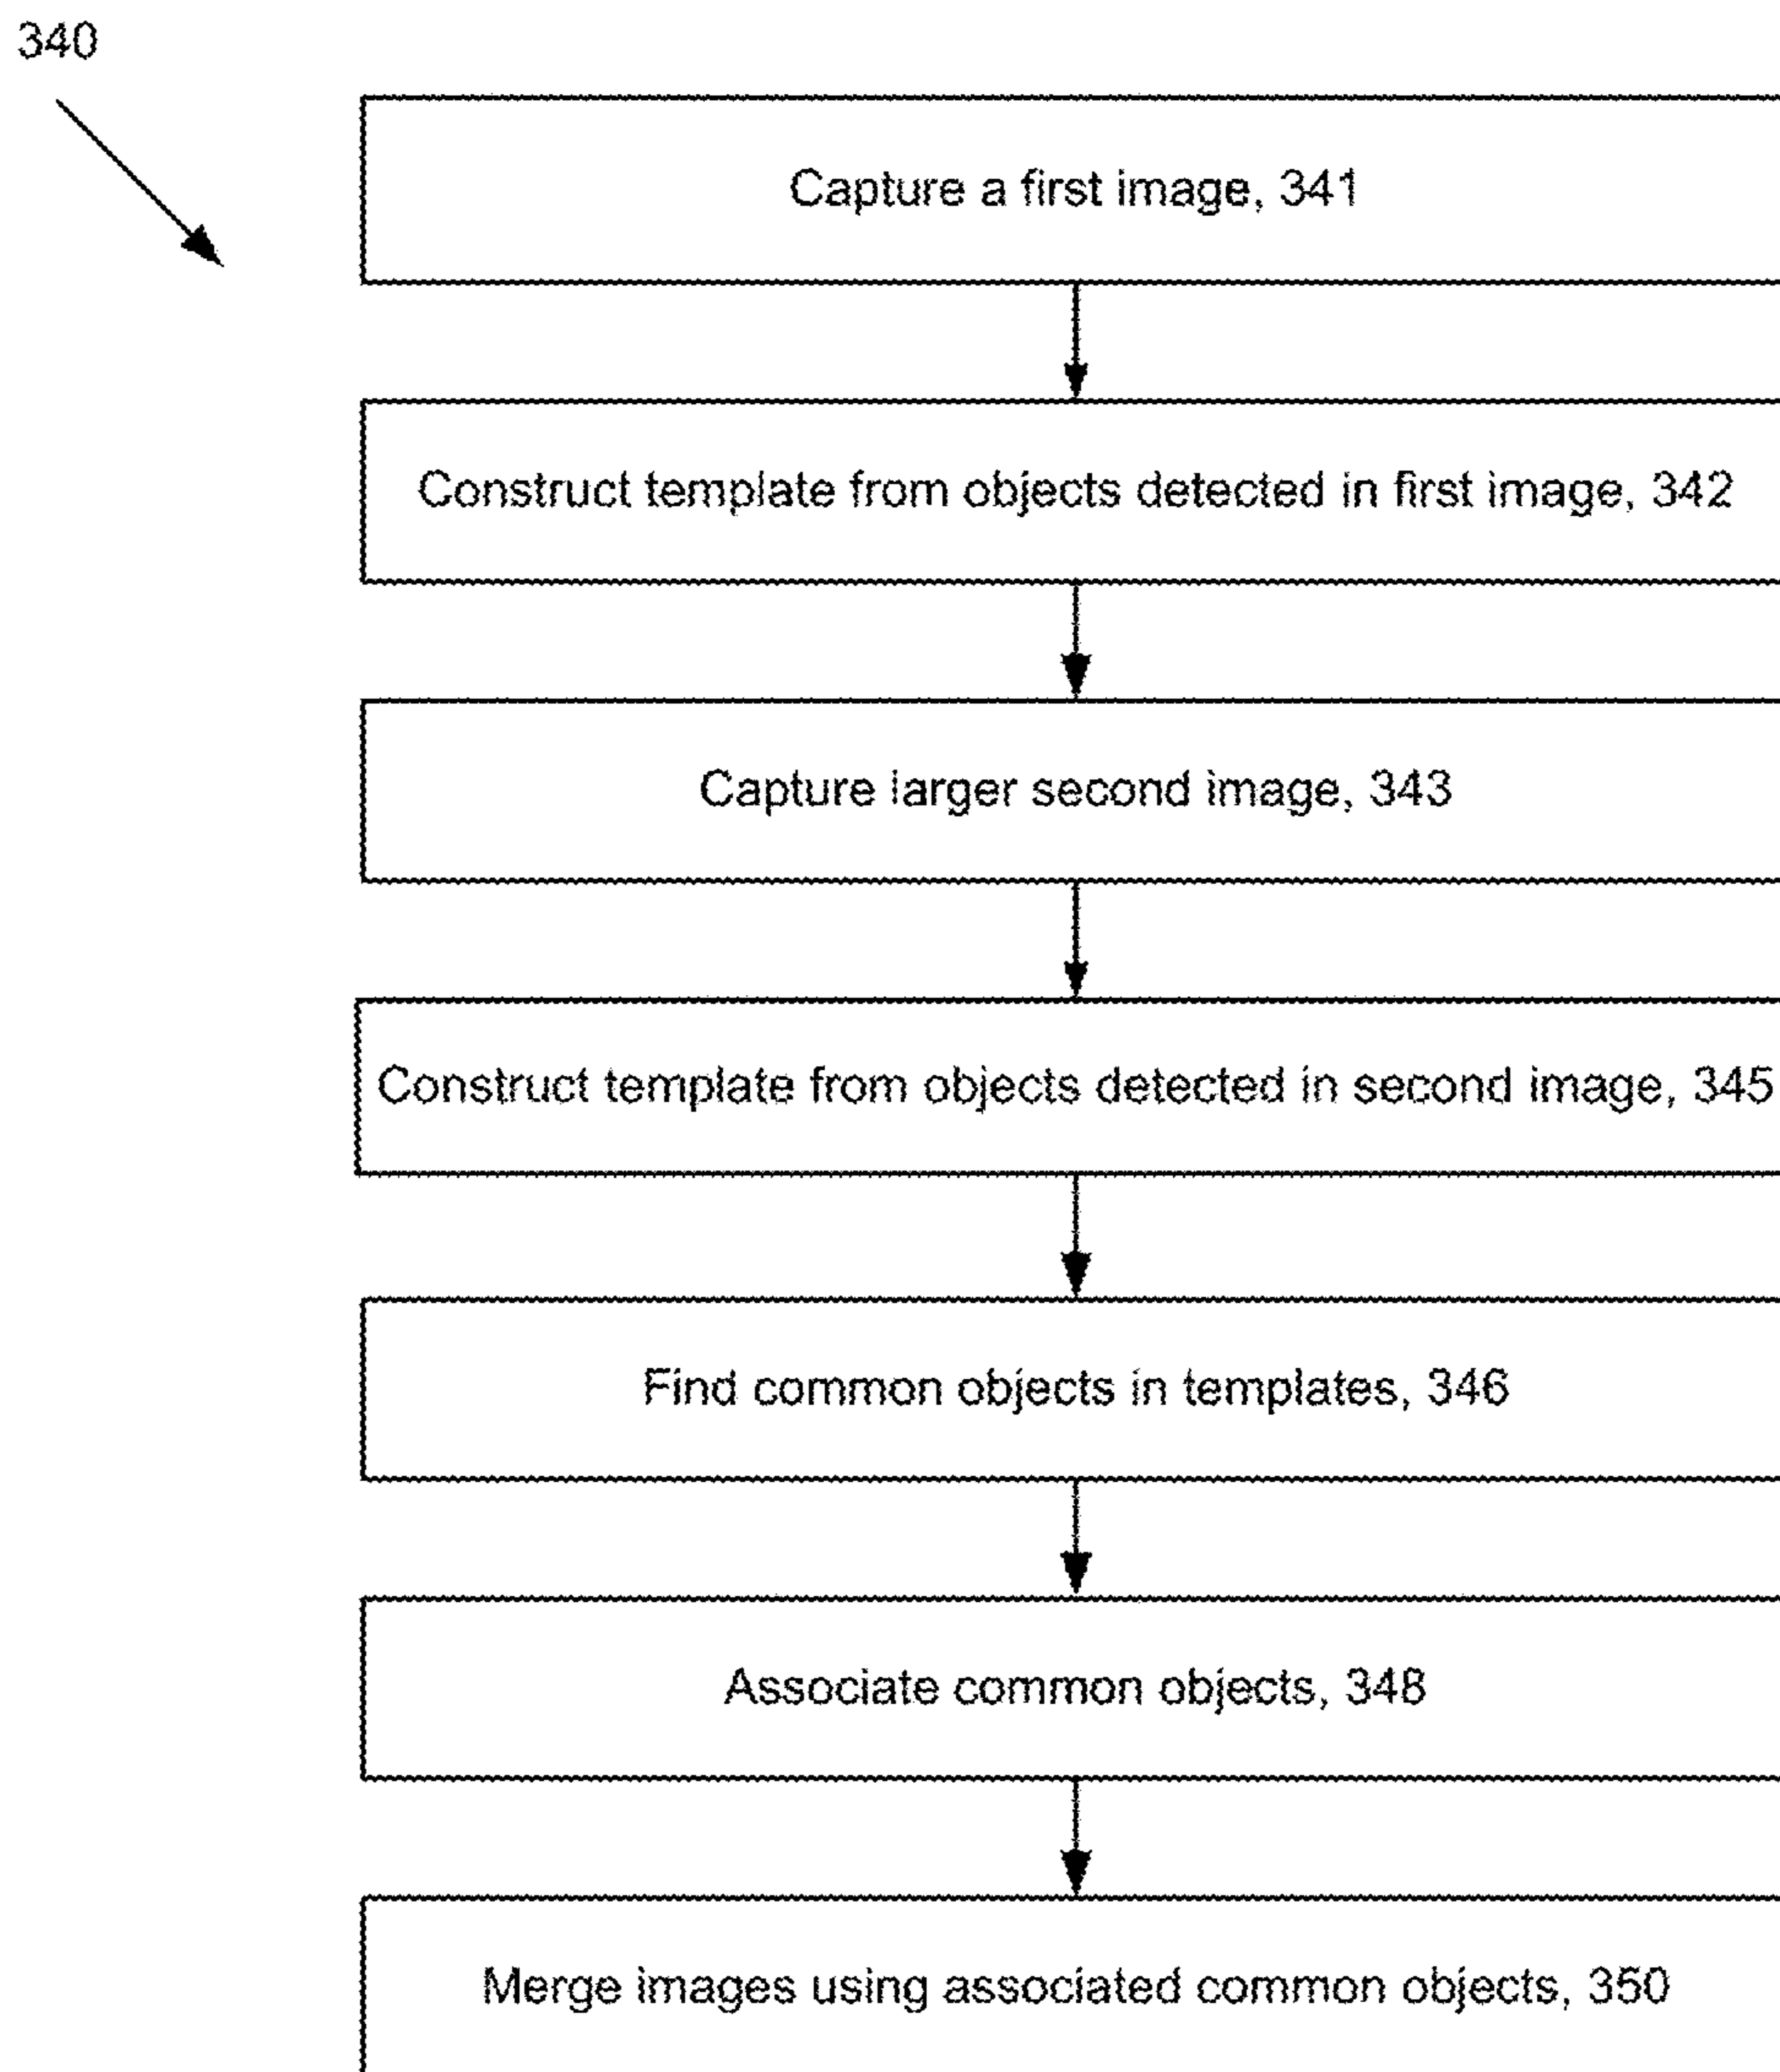 340
Capture a first image, 341
Construct template from objects detected in first image, 342
Capture larger second image, 343
Construct template from objects detected in second image, 345
Find common objects in templates, 346
Associate common objects, 348
Merge images using associated common objects, 350